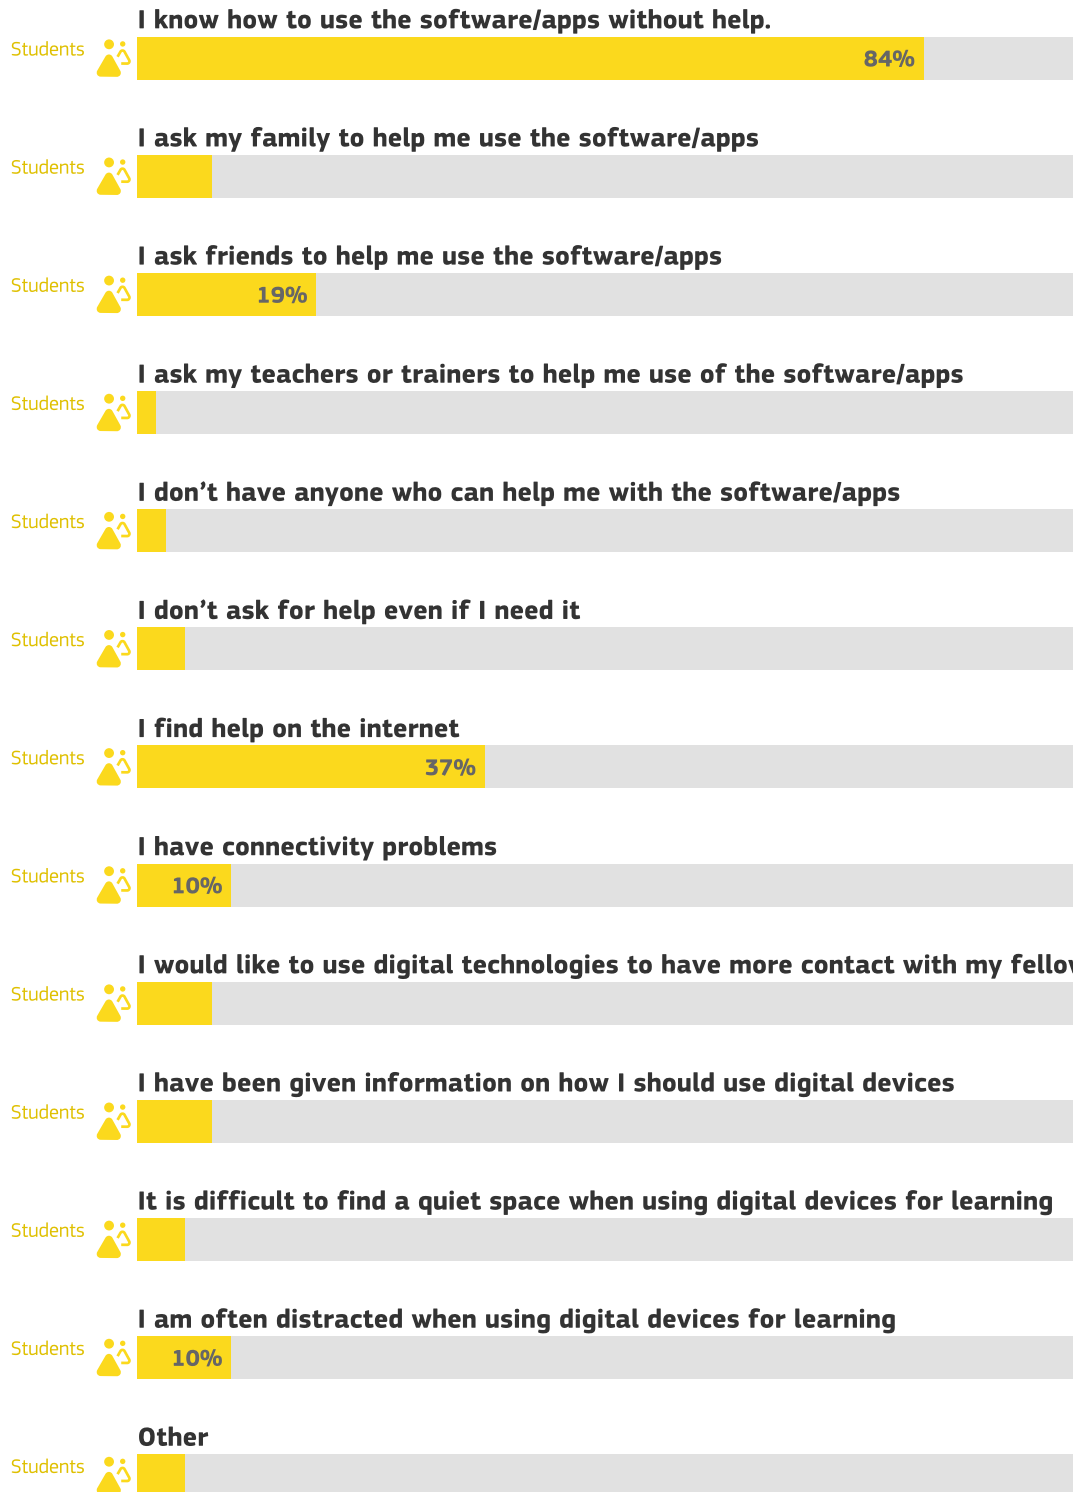 I know how to use the software/apps without help.
Students
84%
I ask my family to help me use the software/apps
Students
I ask friends to help me use the software/apps
Students
19%
I ask my teachers or trainers to help me use of the software/apps
Students
I don’t have anyone who can help me with the software/apps
Students
I don’t ask for help even if I need it
Students
I find help on the internet
Students
37%
I have connectivity problems
Students
10%
I would like to use digital technologies to have more contact with my
Students
I have been given information on how I should use digital devices
Students
It is difficult to find a quiet space when using digital devices for learning
Students
I am often distracted when using digital devices for learning
Students
10%
Other
Students